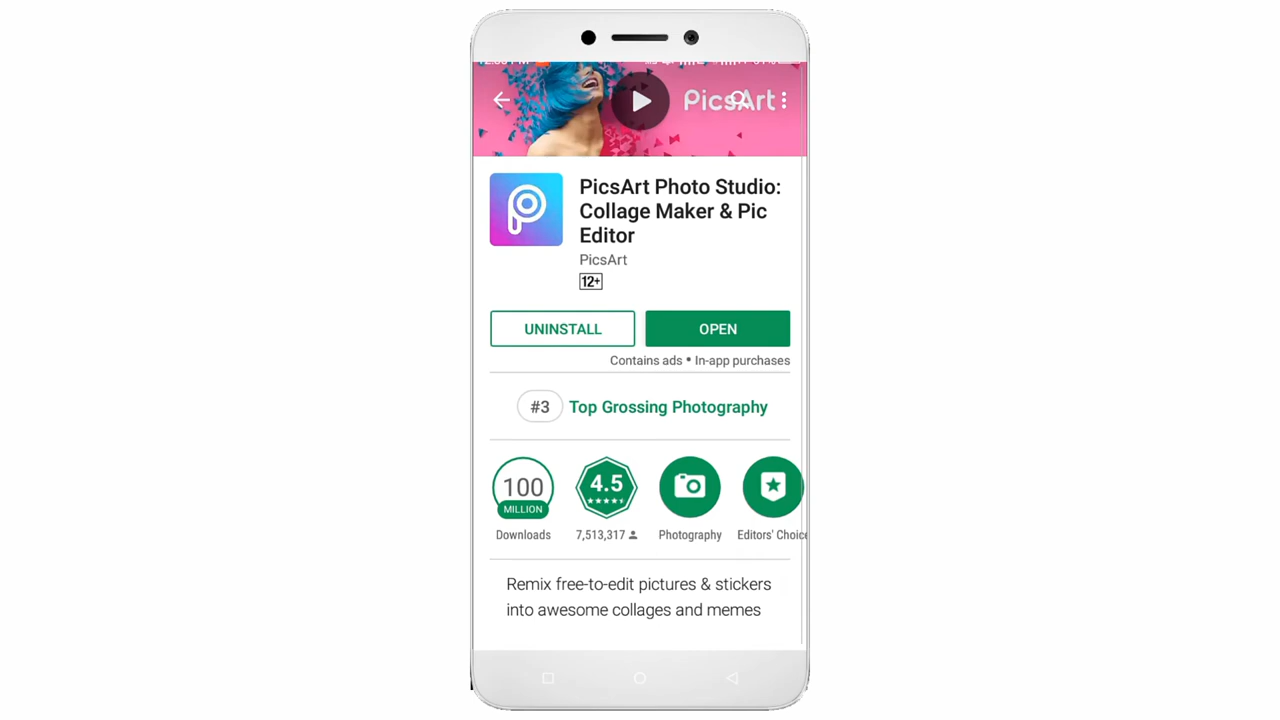 PicsArt
PicsArt Photo Studio:
Collage Maker & Pic
Editor
PicsArt
12+
UNINSTALL
OPEN
Contains ads • In-app purchases
#3
Top Grossing Photography
100
MILLION
4.5
Downloads
7,513,317
Photography
Editors' Choice
Remix free-to-edit pictures & stickers
into awesome collages and memes